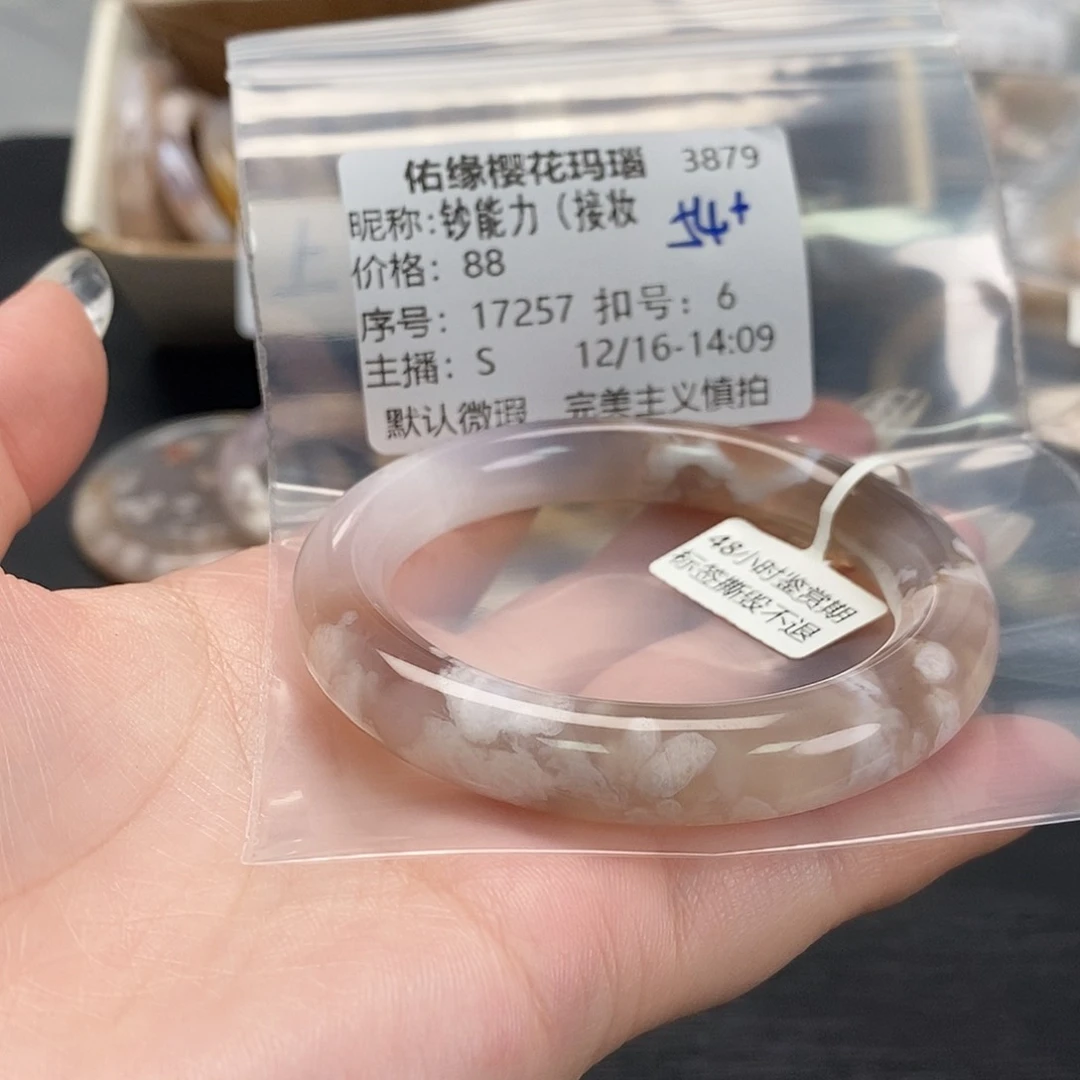 佑缘樱花玛瑙 3879
昵称:钞能力（接妆
54+
价格: 88
序号: 17257 扣号: 6
主播: S 12/16-14:09
默认微瑕 完美主义慎拍
48小时鉴赏期
标签撕毁不退